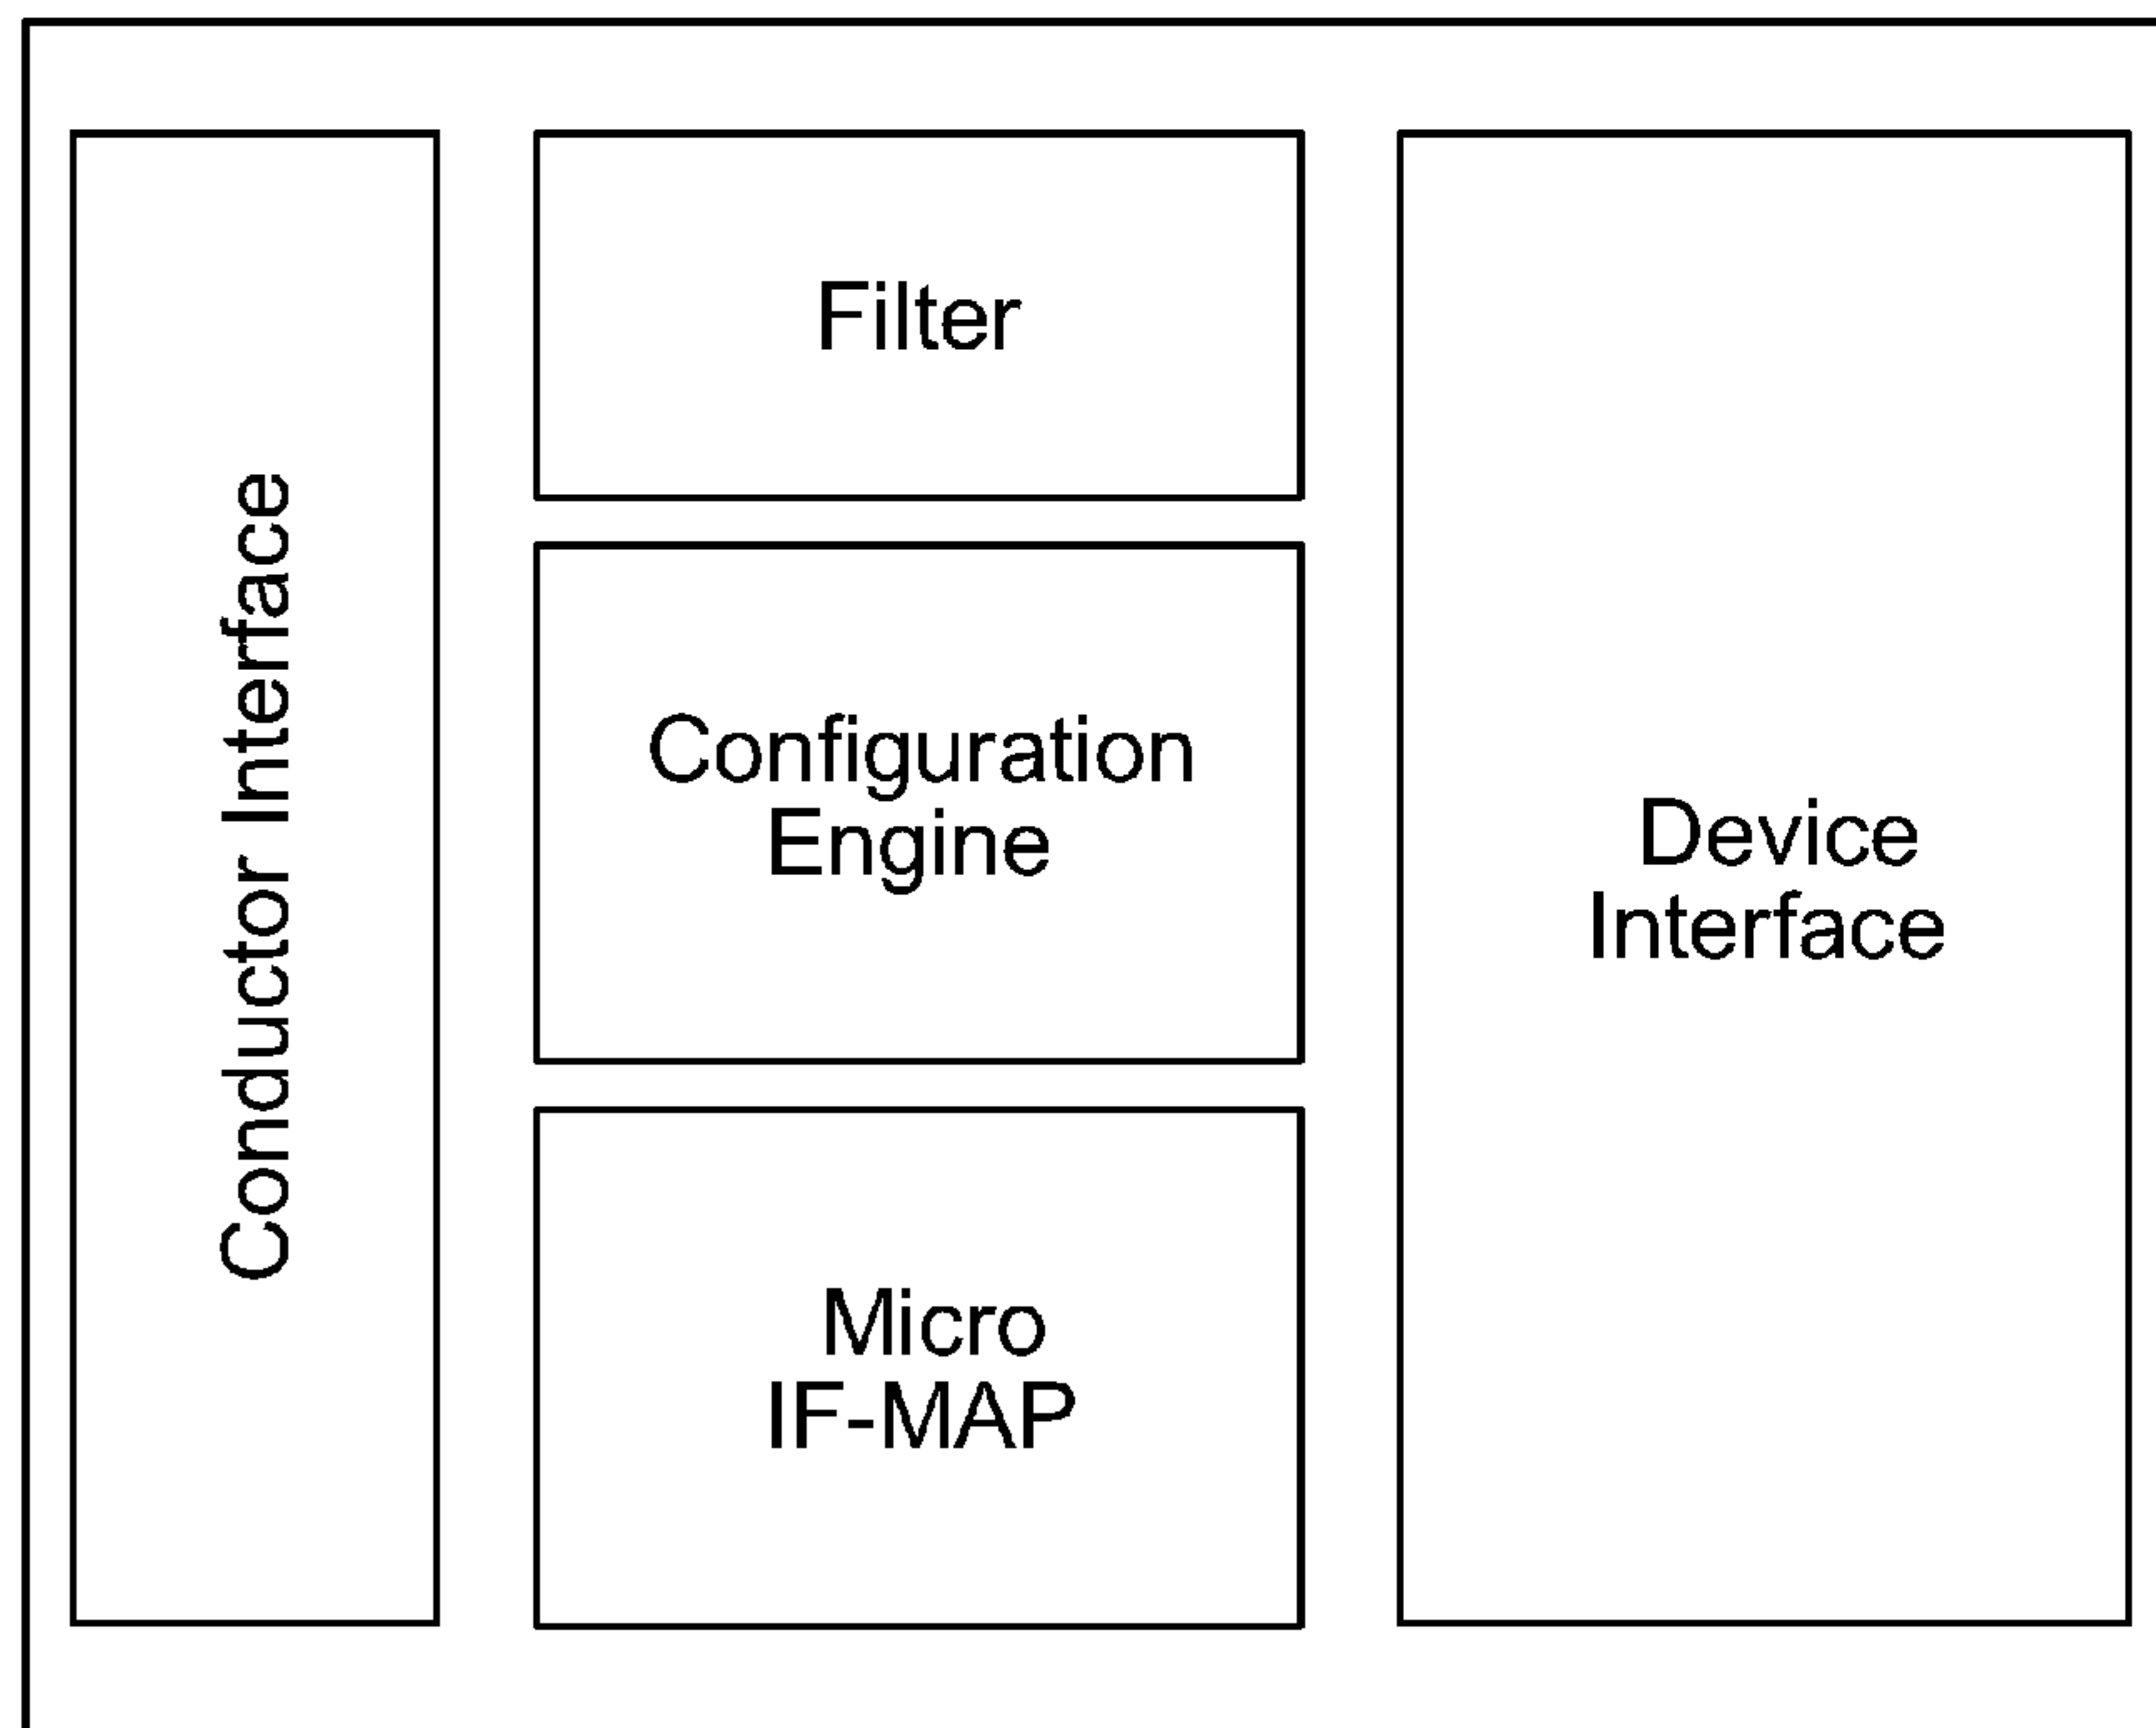 Conductor Interface
Filter
Configuration
Engine
Micro
IF-MAP
Device
Interface